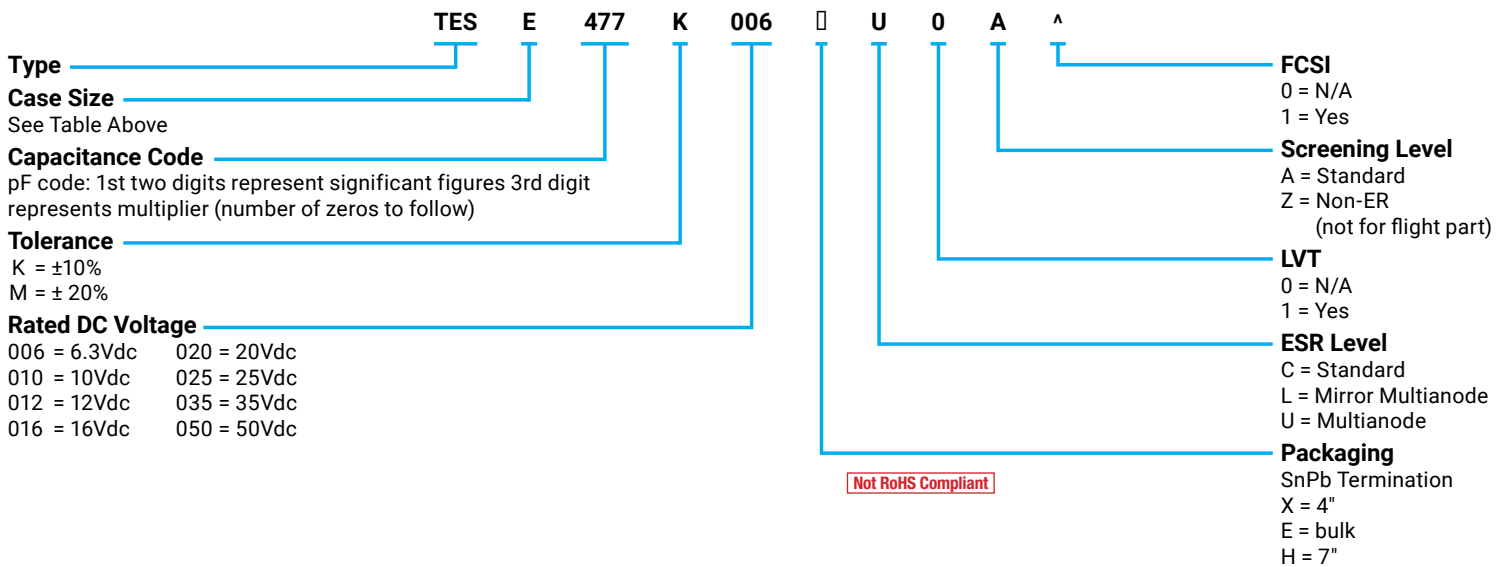 TES E 477 K 006 ▯ U 0 A ^
Type
Case Size
See Table Above
Capacitance Code
pF code: 1st two digits represent significant figures 3rd digit
represents multiplier (number of zeros to follow)
Tolerance
K = ±10%
M = ± 20%
Rated DC Voltage
006 = 6.3Vdc 020 = 20Vdc
010 = 10Vdc 025 = 25Vdc
012 = 12Vdc 035 = 35Vdc
016 = 16Vdc 050 = 50Vdc
FCSI
0 = N/A
1 = Yes
Screening Level
A = Standard
Z = Non-ER
(not for flight part)
LVT
0 = N/A
1 = Yes
ESR Level
C = Standard
L = Mirror Multianode
U = Multianode
Packaging
SnPb Termination
X = 4"
E = bulk
H = 7"
Not RoHS Compliant